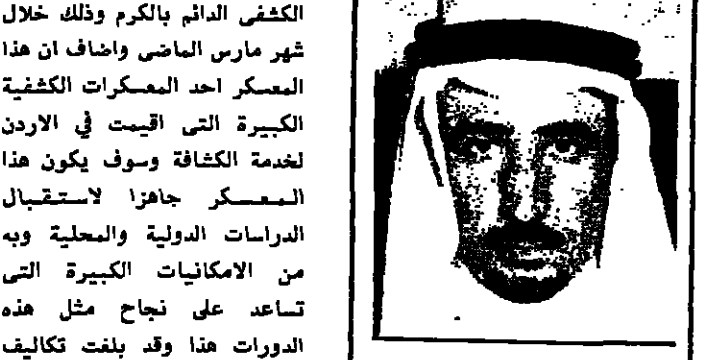 الكشفى الدائم بالكرم وذلك خلال
شهر مارس الماضى واضاف ان هذا
المعسكر احد المعسكرات الكشفية
الكبيرة التى اقيمت في الاردن
لخدمة الكشافة وسوف يكون هذا
المعسكر جاهزا لاستقبال
الدراسات الدولية والمحلية وبه
من الامكانيات الكبيرة التى
تساعد على نجاح مثل هذه
الدورات هذا وقد بلغت تكاليف